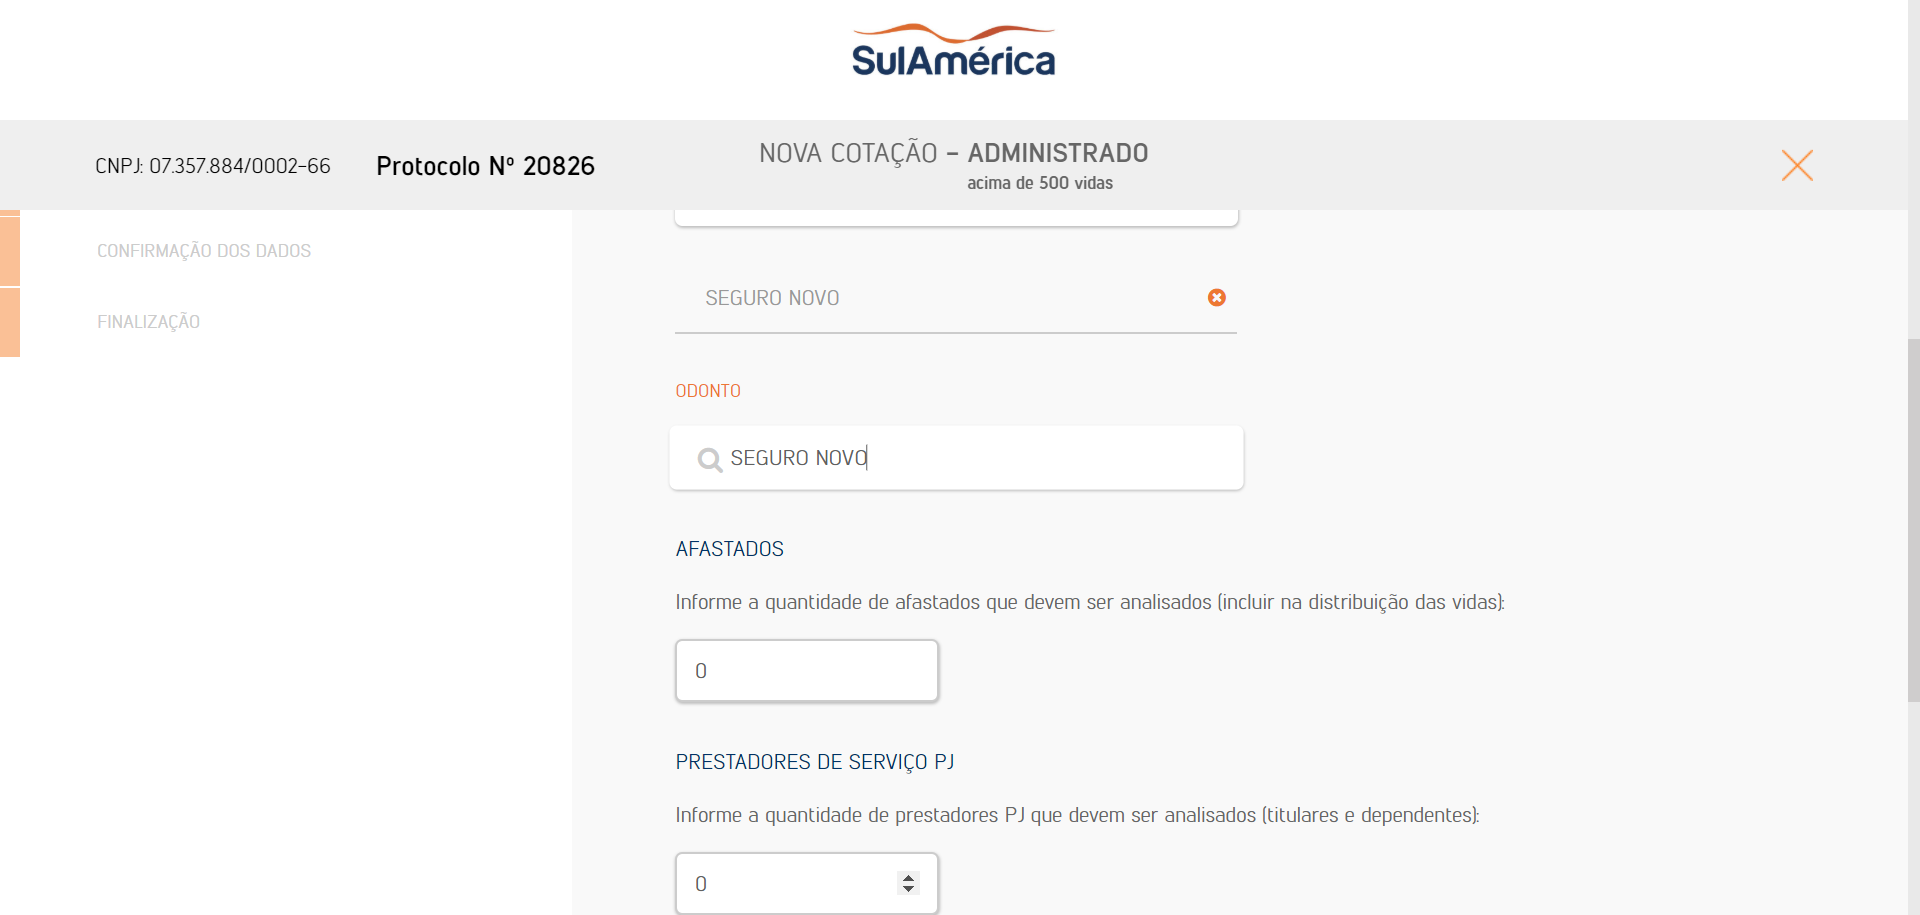 SulAmérica
CNPJ: 07.357.884/0002-66
Protocolo Nº 20826
NOVA COTAÇÃO - ADMINISTRADO
acima de 500 vidas
CONFIRMAÇÃO DOS DADOS
FINALIZAÇÃO
SEGURO NOVO
ODONTO
SEGURO NOVO
AFASTADOS
Informe a quantidade de afastados que devem ser analisados (incluir na distribuição das vidas):
0
PRESTADORES DE SERVIÇO PJ
Informe a quantidade de prestadores PJ que devem ser analisados (titulares e dependentes):
0